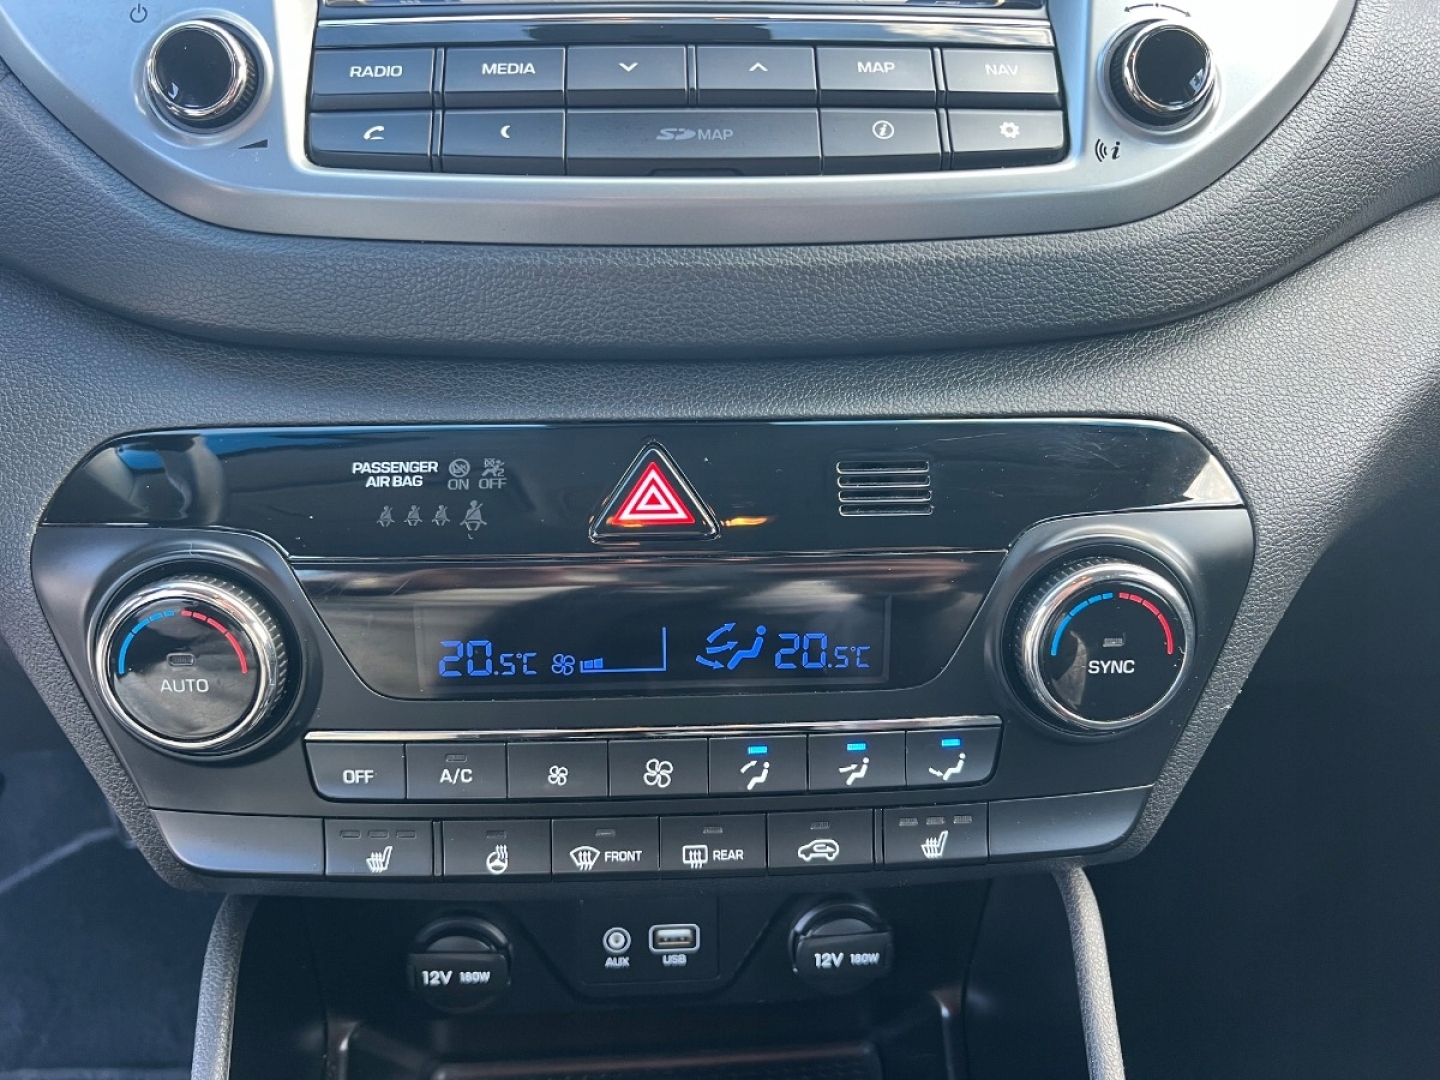 RADIO MEDIA MAP NAV
SD MAP
i
PASSENGER AIR BAG ON OFF
2
20.5°C 20.5°C
AUTO SYNC
OFF A/C
FRONT REAR
AUX USB
12V 180W 12V 180W